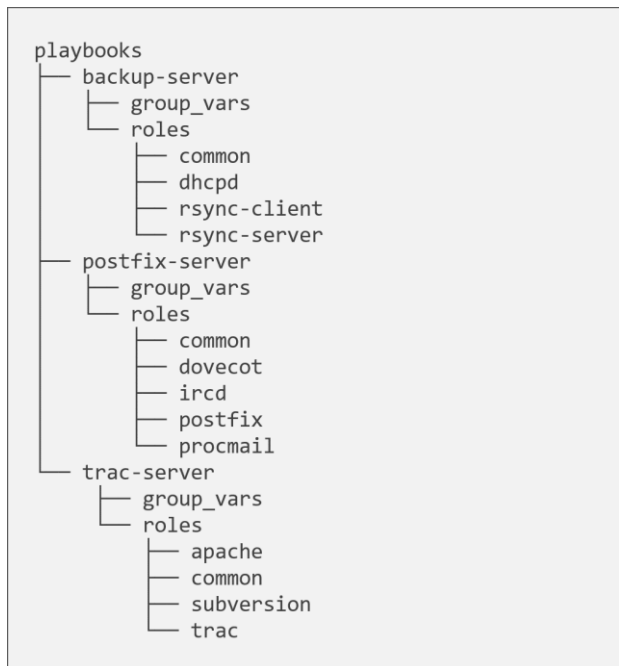 playbooks
backup-server
group_vars
roles
common
dhcpd
rsync-client
rsync-server
postfix-server
group_vars
roles
common
dovecot
ircd
postfix
procmail
trac-server
group_vars
roles
apache
common
subversion
trac